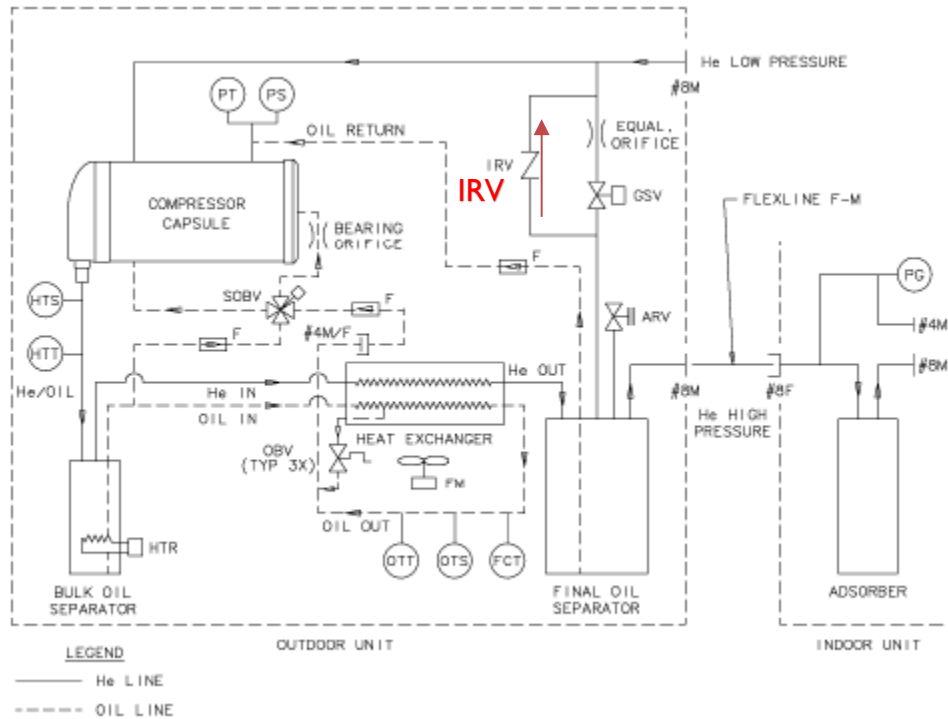 He LOW PRESSURE
#8M
PT
PS
OIL RETURN
EQUAL.
ORIFICE
IRV
IRV
GSV
COMPRESSOR
CAPSULE
FLEXLINE F-M
BEARING
ORIFICE
F
PG
HTS
SOBV
F
ARV
#4M
F
#4M/F
HTT
He OUT
#8M
He/OIL
He IN
#8M
#8F
OIL IN
He HIGH
PRESSURE
HEAT EXCHANGER
OBV
(TYP 3X)
FM
OIL OUT
HTR
OTT
OTS
FCT
BULK OIL
SEPARATOR
FINAL OIL
SEPARATOR
ADSORBER
OUTDOOR UNIT
INDOOR UNIT
LEGEND
He LINE
OIL LINE